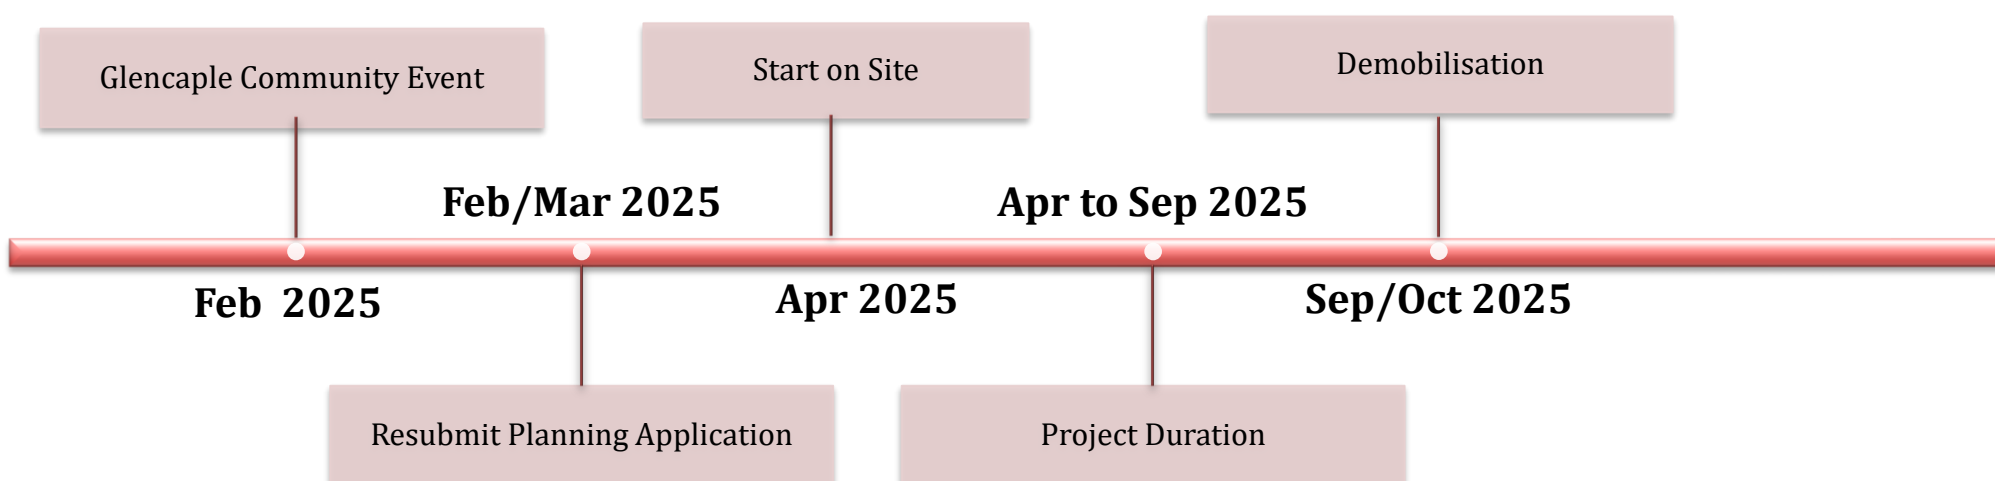 Glencaple Community Event
Start on Site
Demobilisation
Feb/Mar 2025
Apr to Sep 2025
Feb 2025
Apr 2025
Sep/Oct 2025
Resubmit Planning Application
Project Duration